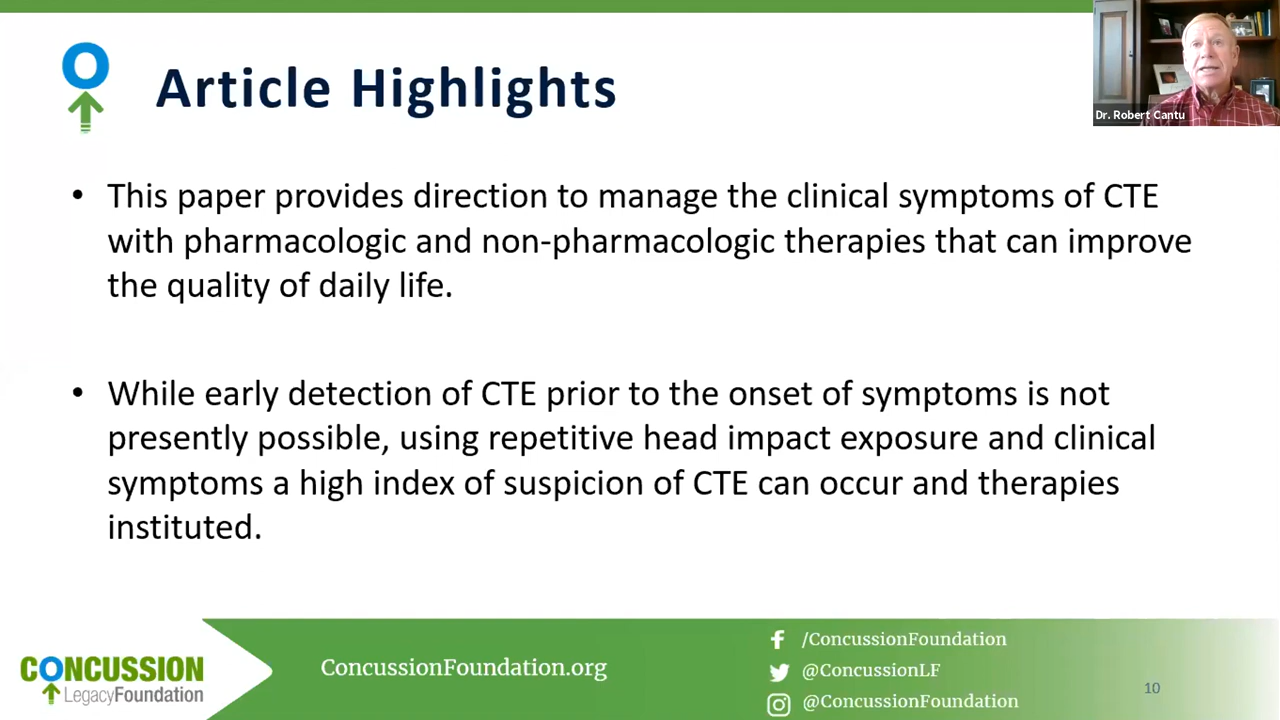 Article Highlights
Dr. Robert Cantu
• This paper provides direction to manage the clinical symptoms of CTE
with pharmacologic and non-pharmacologic therapies that can improve
the quality of daily life.
• While early detection of CTE prior to the onset of symptoms is not
presently possible, using repetitive head impact exposure and clinical
symptoms a high index of suspicion of CTE can occur and therapies
instituted.
CONCUSSION
LegacyFoundation
ConcussionFoundation.org
/ConcussionFoundation
@ConcussionLF
@ConcussionFoundation
10